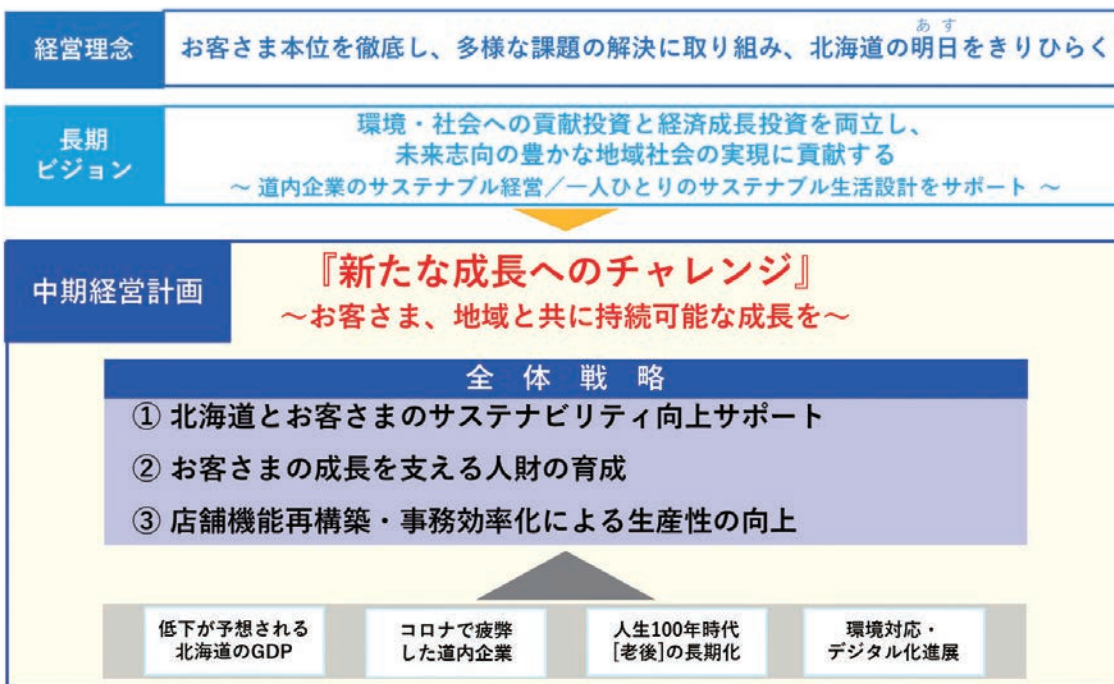 経営理念
お客さま本位を徹底し、多様な課題の解決に取り組み、北海道の明日をきりひらく
あす
長期
ビジョン
環境・社会への貢献投資と経済成長投資を両立し、
未来志向の豊かな地域社会の実現に貢献する
～ 道内企業のサステナブル経営／一人ひとりのサステナブル生活設計をサポート ～
中期経営計画
『新たな成長へのチャレンジ』
～お客さま、地域と共に持続可能な成長を～
全体戦略
① 北海道とお客さまのサステナビリティ向上サポート
② お客さまの成長を支える人財の育成
③ 店舗機能再構築・事務効率化による生産性の向上
低下が予想される
北海道のGDP
コロナで疲弊
した道内企業
人生100年時代
[老後]の長期化
環境対応・
デジタル化進展